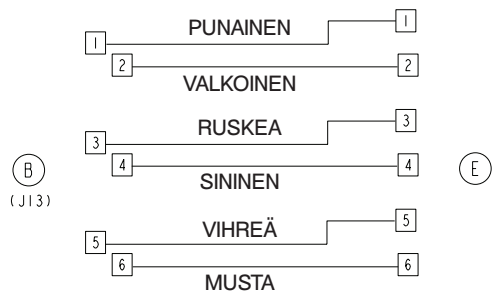 PUNAINEN 1
1
2 2
VALKOINEN
RUSKEA 3
3
B 4 4 E
(J13) SININEN
VIHREÄ 5
5
6 6
MUSTA